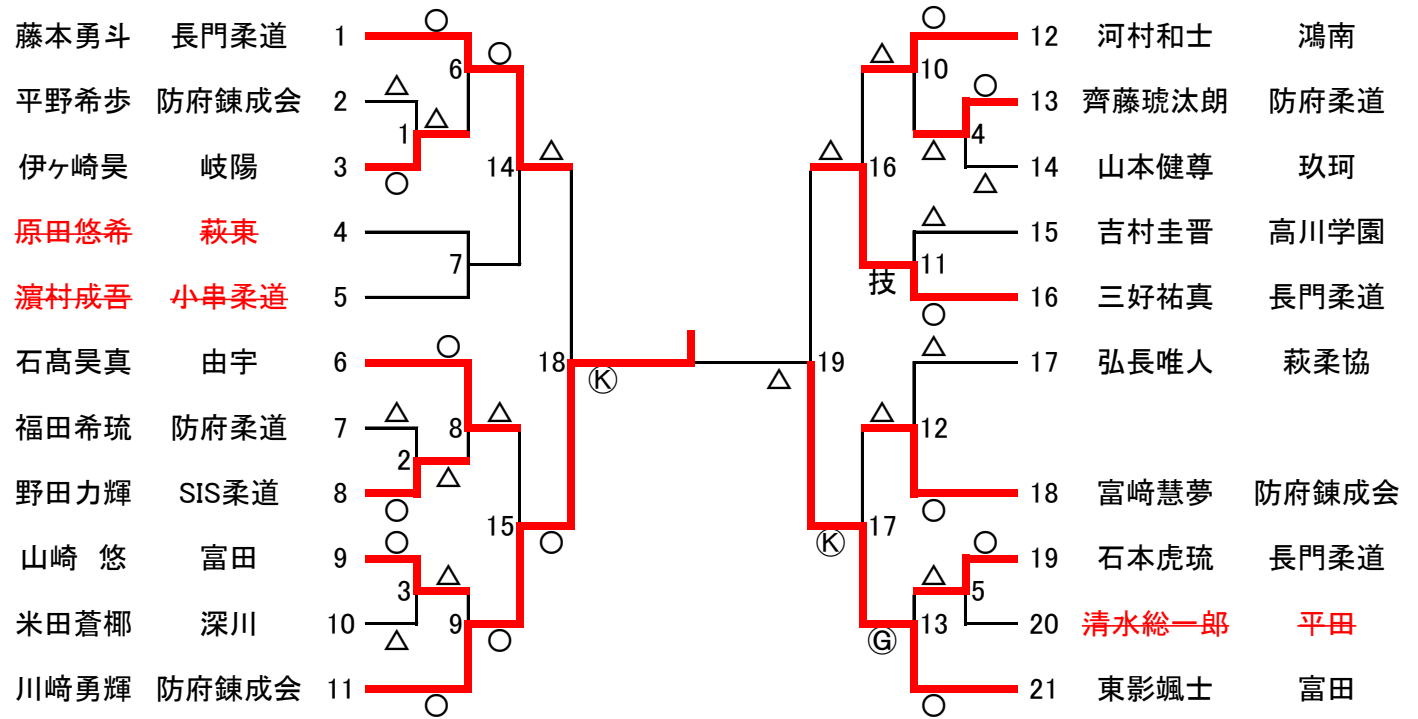 藤本勇斗 長門柔道 1
平野希歩 防府錬成会 2
伊ヶ崎昊 岐陽 3
原田悠希 萩東 4
濵村成吾 小串柔道 5
石髙昊真 由宇 6
福田希琉 防府柔道 7
野田力輝 SIS柔道 8
山崎 悠 富田 9
米田蒼梛 深川 10
川﨑勇輝 防府錬成会 11
○
6
○
△
1
△
○
14
△
7
○
8
△
△
2
△
○
18
Ⓚ
15
○
○
3
△
△
9
○
○
12 河村和士 鴻南
13 齊藤琥汰朗 防府柔道
14 山本健尊 玖珂
15 吉村圭晋 高川学園
16 三好祐真 長門柔道
17 弘長唯人 萩柔協
18 富﨑慧夢 防府錬成会
19 石本虎琉 長門柔道
20 清水総一郎 平田
21 東影颯士 富田
○
△
10
○
4
△
△
△
16
△
技
11
○
△
19
△
△
12
○
Ⓚ
17
○
△
5
Ⓖ
13
○